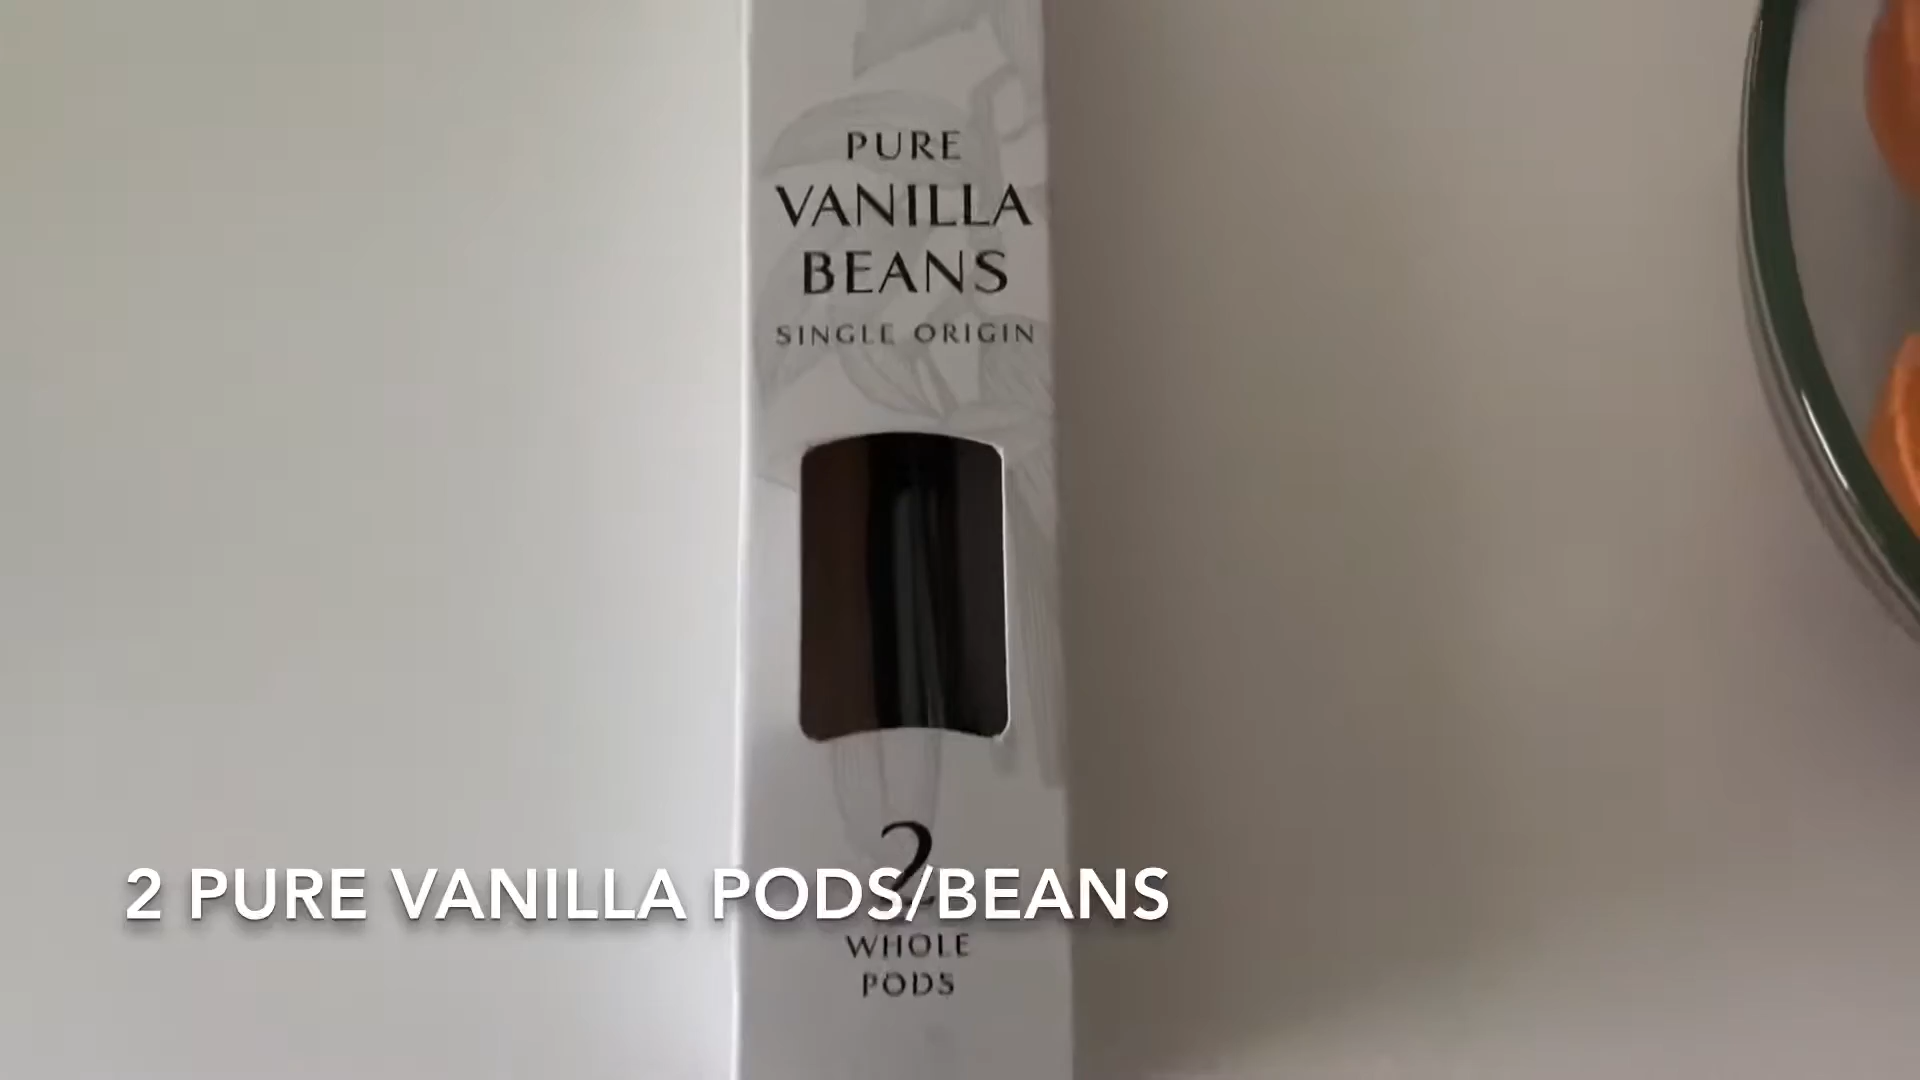 PURE
VANILLA
BEANS
SINGLE ORIGIN
2
2 PURE VANILLA PODS/BEANS
WHOLE
PODS